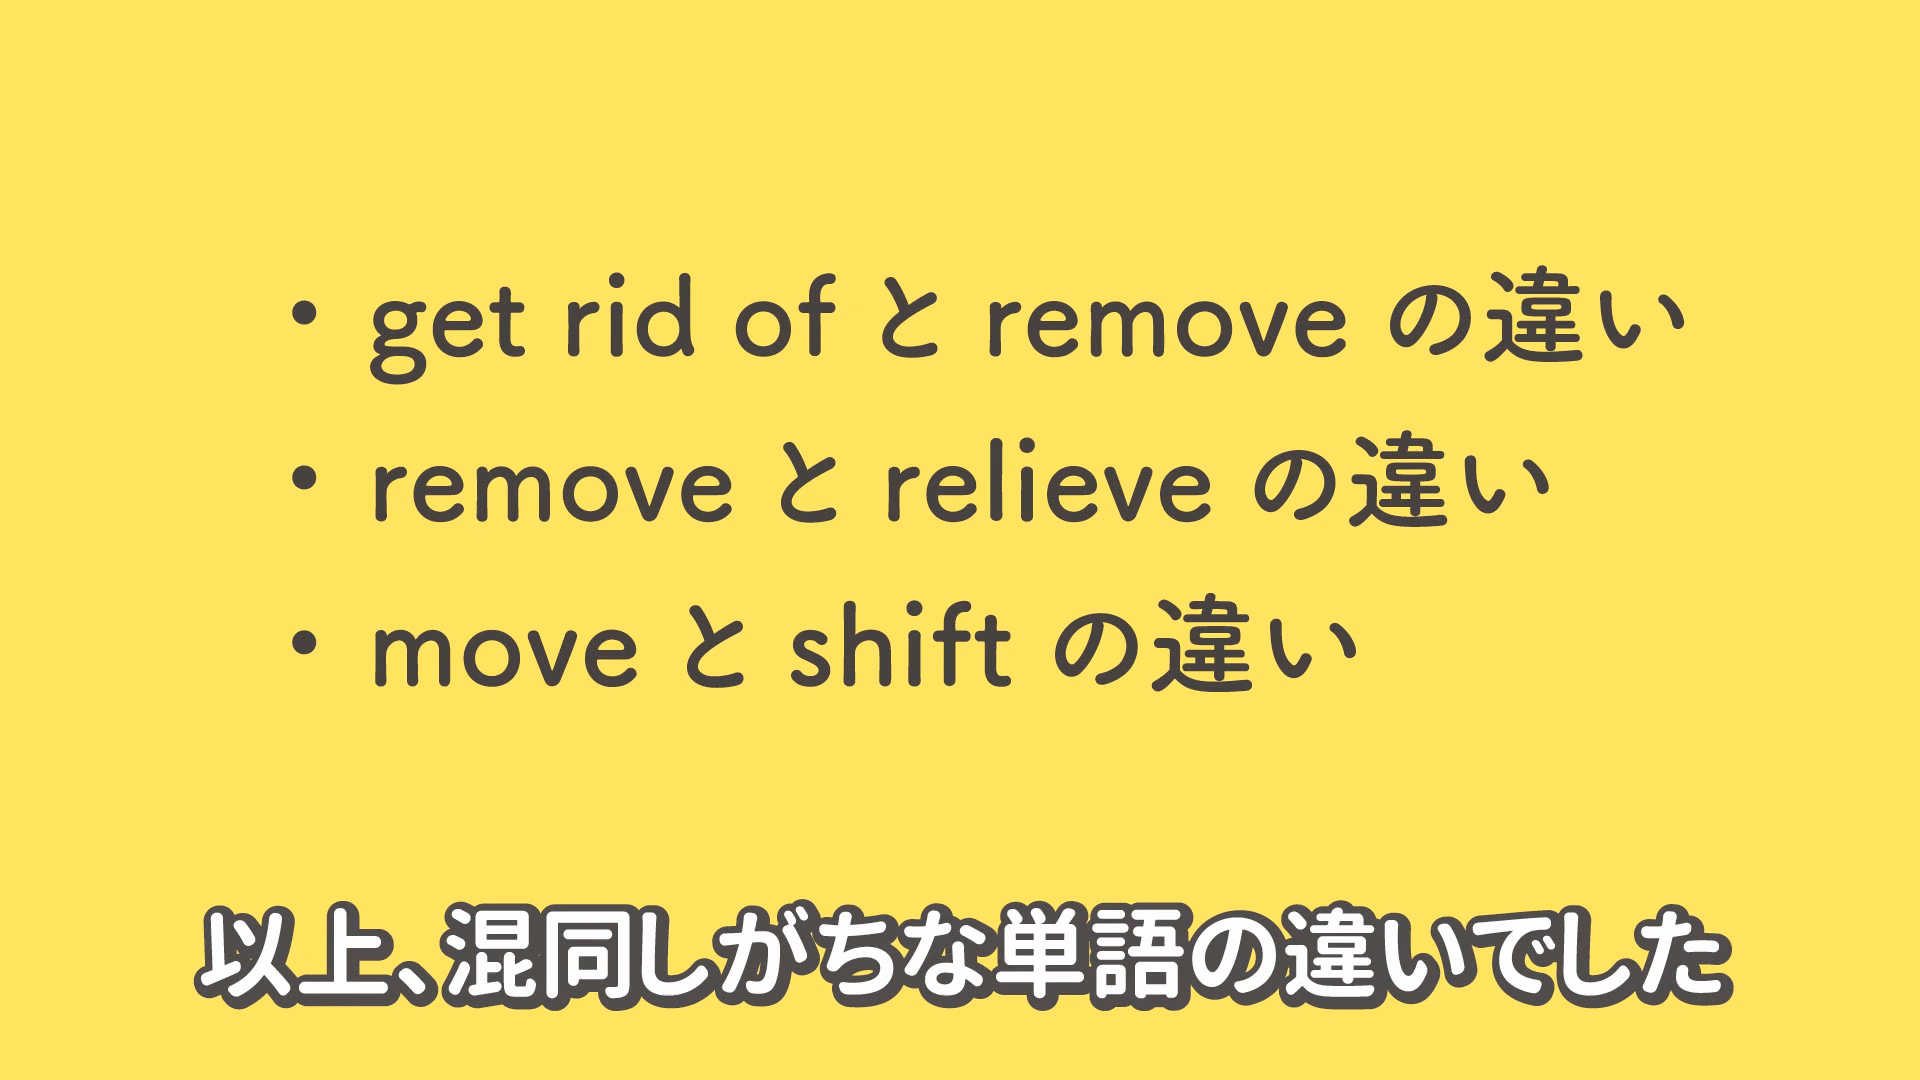 ・get rid of と remove の違い
・remove と relieve の違い
・move と shift の違い
以上、混同しがちな単語の違いでした